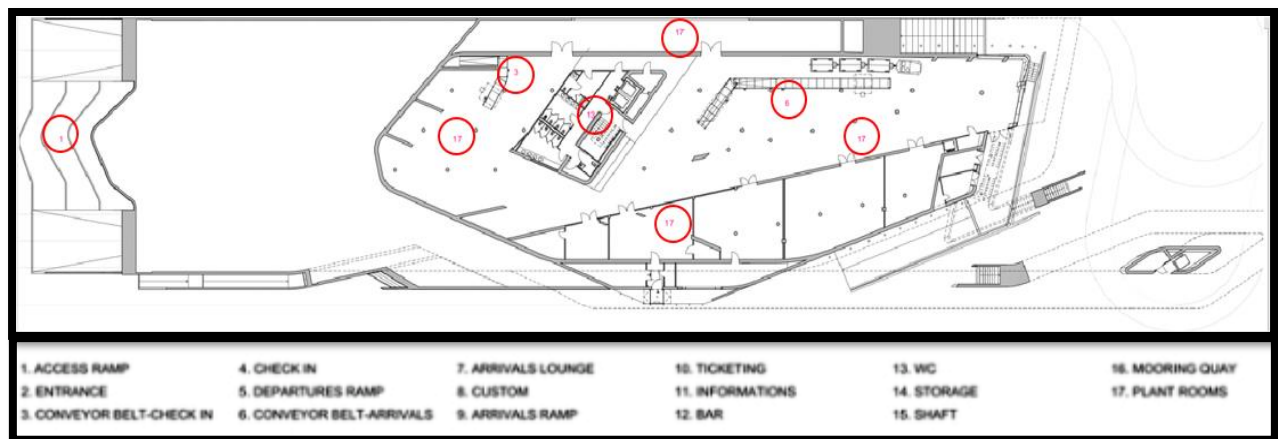 17
3
6
1
17
17
17
1. ACCESS RAMP 4. CHECK IN 7. ARRIVALS LOUNGE 10. TICKETING 13. WC 16. MOORING QUAY
2. ENTRANCE 5. DEPARTURES RAMP 8. CUSTOM 11. INFORMATIONS 14. STORAGE 17. PLANT ROOMS
3. CONVEYOR BELT-CHECK IN 6. CONVEYOR BELT-ARRIVALS 9. ARRIVALS RAMP 12. BAR 15. SHAFT